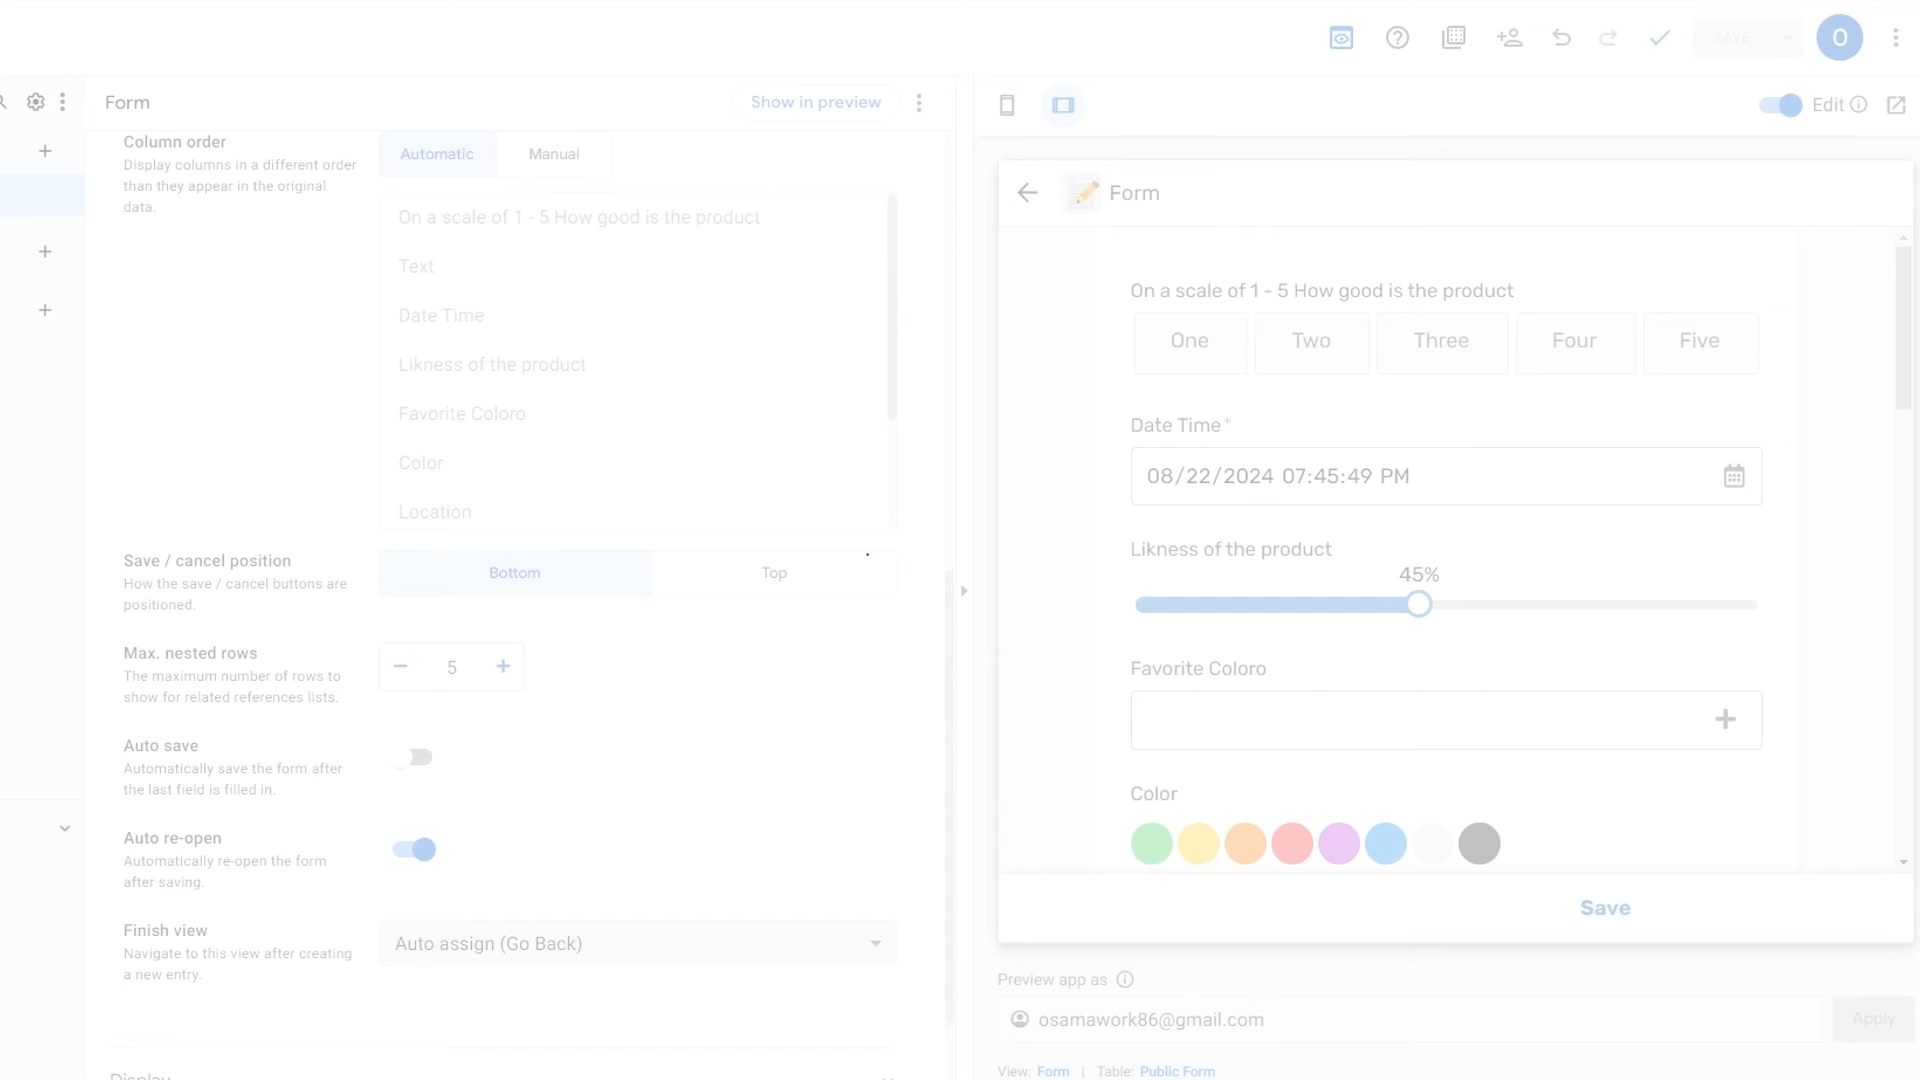 SAVE
O
Form
Show in preview
Edit
Column order
Display columns in a different order
than they appear in the original
data.
Automatic
Manual
On a scale of 1 - 5 How good is the product
Text
Date Time
Likness of the product
Favorite Coloro
Color
Location
Save / cancel position
How the save / cancel buttons are
positioned.
Bottom
Top
Max. nested rows
The maximum number of rows to
show for related references lists.
5
Auto save
Automatically save the form after
the last field is filled in.
Auto re-open
Automatically re-open the form
after saving.
Finish view
Navigate to this view after creating
a new entry.
Auto assign (Go Back)
Display
Form
On a scale of 1 - 5 How good is the product
One
Two
Three
Four
Five
Date Time*
08/22/2024 07:45:49 PM
Likness of the product
45%
Favorite Coloro
Color
Save
Preview app as
osamawork86@gmail.com
Apply
View: Form | Table: Public Form